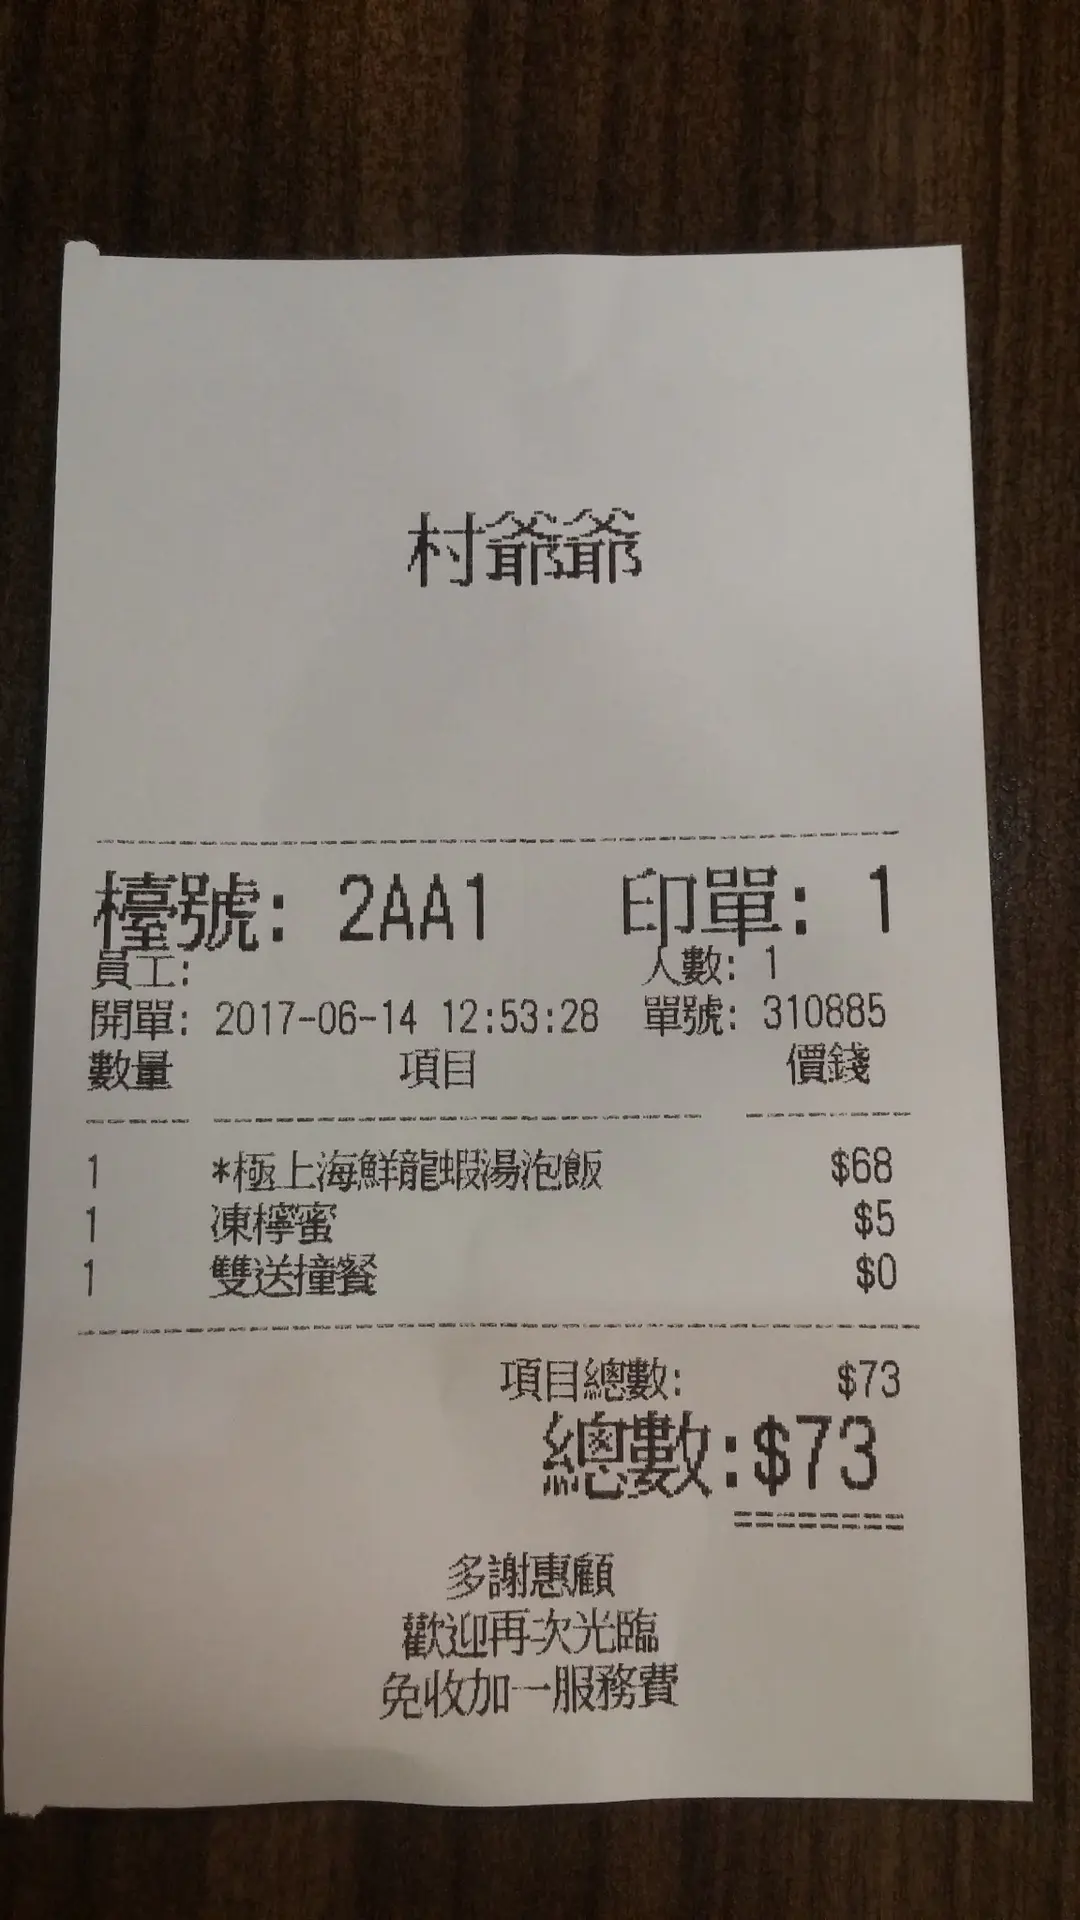 村爺爺
檯號: 2AA1 印單: 1
員工: 人數: 1
開單: 2017-06-14 12:53:28 單號: 310885
數量 項目 價錢
1 *極上海鮮龍蝦湯泡飯 $68
1 凍檸蜜 $5
1 雙送撞餐 $0
項目總數: $73
總數:$73
多謝惠顧
歡迎再次光臨
免收加一服務費